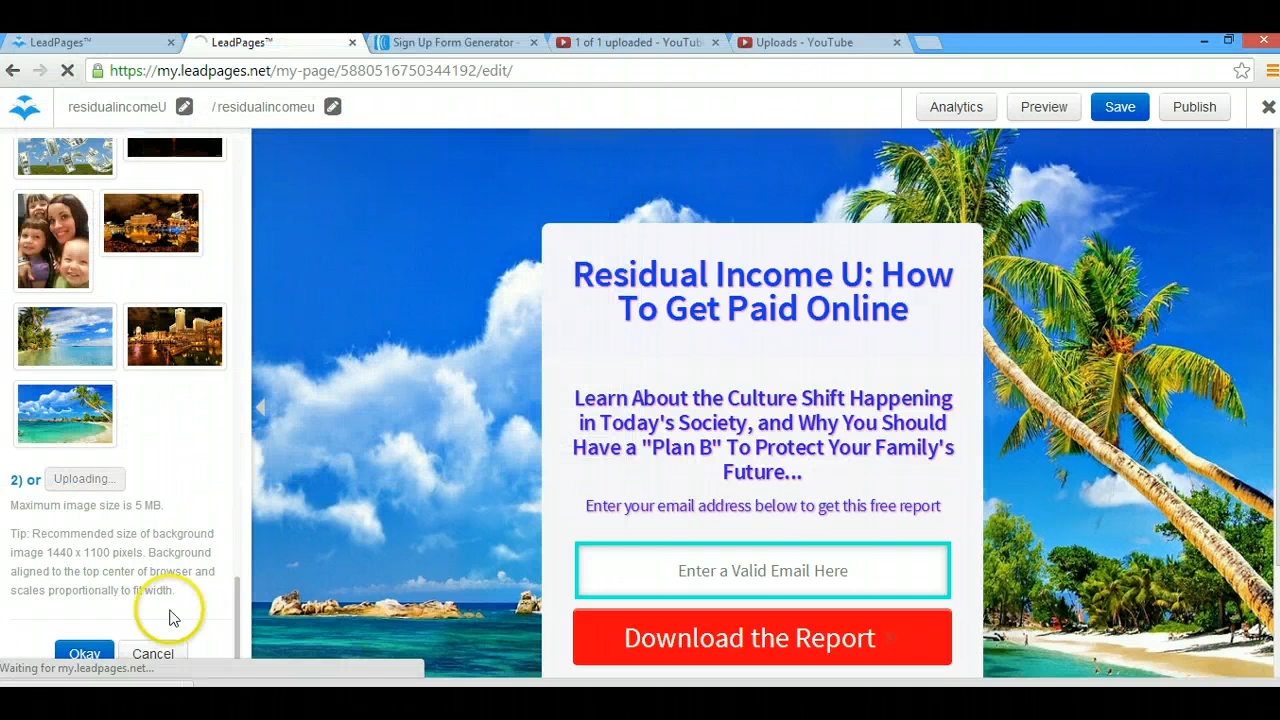 LeadPages™
LeadPages™
Sign Up Form Generator -
1 of 1 uploaded - YouTub
Uploads - YouTube
https://my.leadpages.net/my-page/5880516750344192/edit/
residualincomeU
/ residualincomeu
Analytics
Preview
Save
Publish
Residual Income U: How
To Get Paid Online
Learn About the Culture Shift Happening
in Today's Society, and Why You Should
Have a "Plan B" To Protect Your Family's
Future...
Enter your email address below to get this free report
Enter a Valid Email Here
Download the Report
2) or Uploading...
Maximum image size is 5 MB.
Tip: Recommended size of background
image 1440 x 1100 pixels. Background
aligned to the top center of browser and
scales proportionally to fit width.
Okay
Cancel
Waiting for my.leadpages.net...